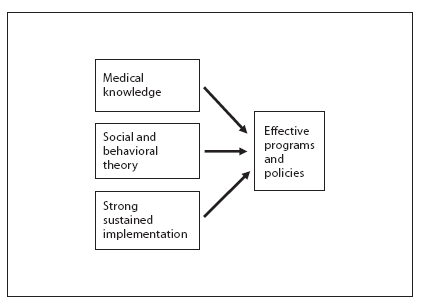 Medical
knowledge
Social and
behavioral
theory
Strong
sustained
implementation
Effective
programs
and
policies